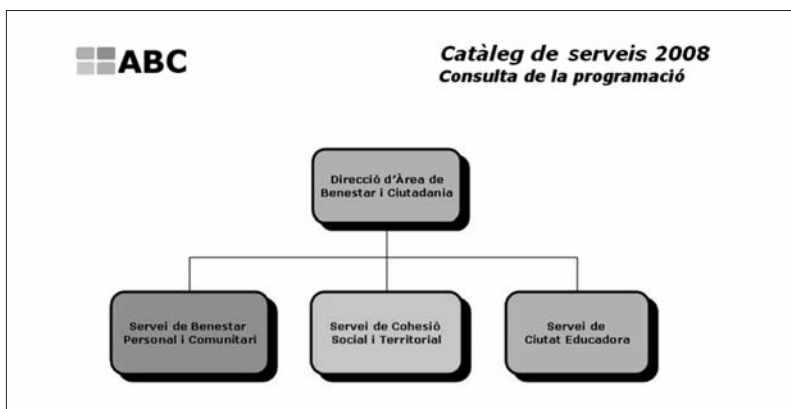 ABC
Catàleg de serveis 2008
Consulta de la programació
Direcció d'Àrea de
Benestar i Ciutadania
Servei de Benestar
Personal i Comunitari
Servei de Cohesió
Social i Territorial
Servei de
Ciutat Educadora